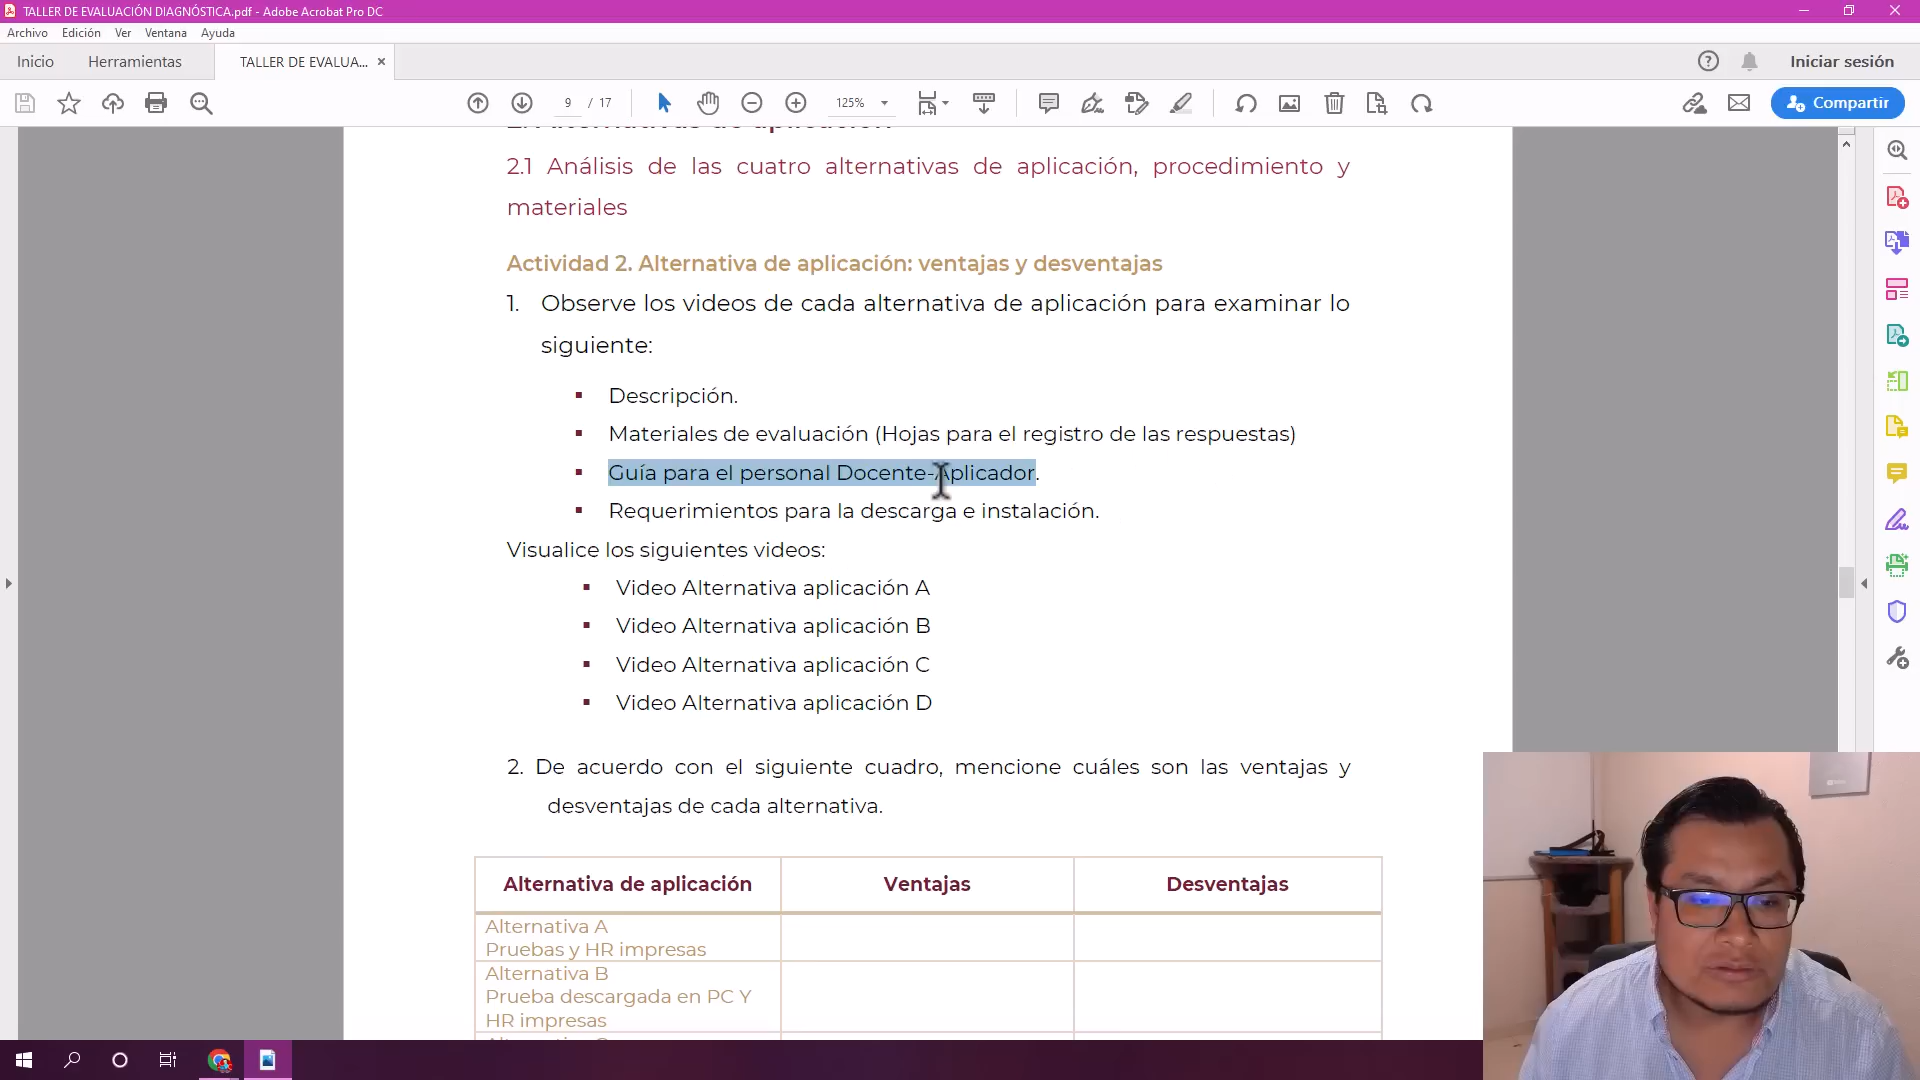 TALLER DE EVALUACIÓN DIAGNÓSTICA.pdf - Adobe Acrobat Pro DC
Archivo Edición Ver Ventana Ayuda
Inicio Herramientas TALLER DE EVALUA... × Iniciar sesión
9 / 17 125% Compartir
2. Alternativas de aplicación
2.1 Análisis de las cuatro alternativas de aplicación, procedimiento y
materiales
Actividad 2. Alternativa de aplicación: ventajas y desventajas
1. Observe los videos de cada alternativa de aplicación para examinar lo
siguiente:
▪ Descripción.
▪ Materiales de evaluación (Hojas para el registro de las respuestas)
▪ Guía para el personal Docente-Aplicador.
▪ Requerimientos para la descarga e instalación.
Visualice los siguientes videos:
▪ Video Alternativa aplicación A
▪ Video Alternativa aplicación B
▪ Video Alternativa aplicación C
▪ Video Alternativa aplicación D
2. De acuerdo con el siguiente cuadro, mencione cuáles son las ventajas y
desventajas de cada alternativa.
Alternativa de aplicación Ventajas Desventajas
Alternativa A
Pruebas y HR impresas
Alternativa B
Prueba descargada en PC Y
HR impresas